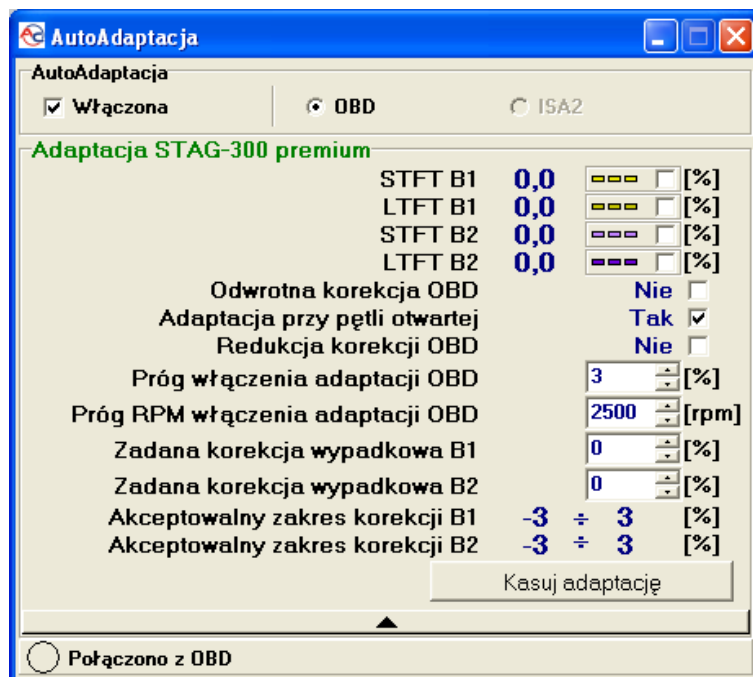 AutoAdaptacja
AutoAdaptacja
Włączona OBD ISA2
Adaptacja STAG-300 premium
STFT B1 0,0 [%]
LTFT B1 0,0 [%]
STFT B2 0,0 [%]
LTFT B2 0,0 [%]
Odwrotna korekcja OBD Nie
Adaptacja przy pętli otwartej Tak
Redukcja korekcji OBD Nie
Próg włączenia adaptacji OBD 3 [%]
Próg RPM włączenia adaptacji OBD 2500 [rpm]
Zadana korekcja wypadkowa B1 0 [%]
Zadana korekcja wypadkowa B2 0 [%]
Akceptowalny zakres korekcji B1 -3 ÷ 3 [%]
Akceptowalny zakres korekcji B2 -3 ÷ 3 [%]
Kasuj adaptację
Połączono z OBD